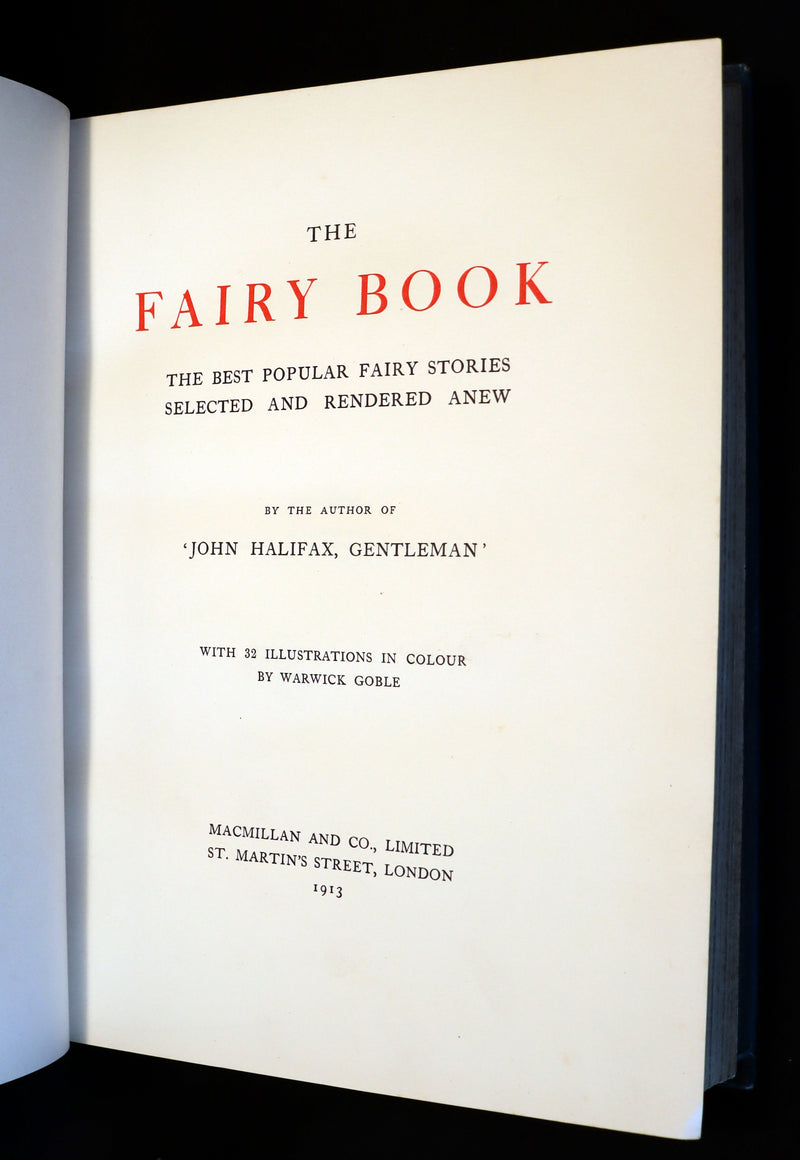 THE
FAIRY BOOK
THE BEST POPULAR FAIRY STORIES
SELECTED AND RENDERED ANEW
BY THE AUTHOR OF
‘JOHN HALIFAX, GENTLEMAN’
WITH 32 ILLUSTRATIONS IN COLOUR
BY WARWICK GOBLE
MACMILLAN AND CO., LIMITED
ST. MARTIN'S STREET, LONDON
1913